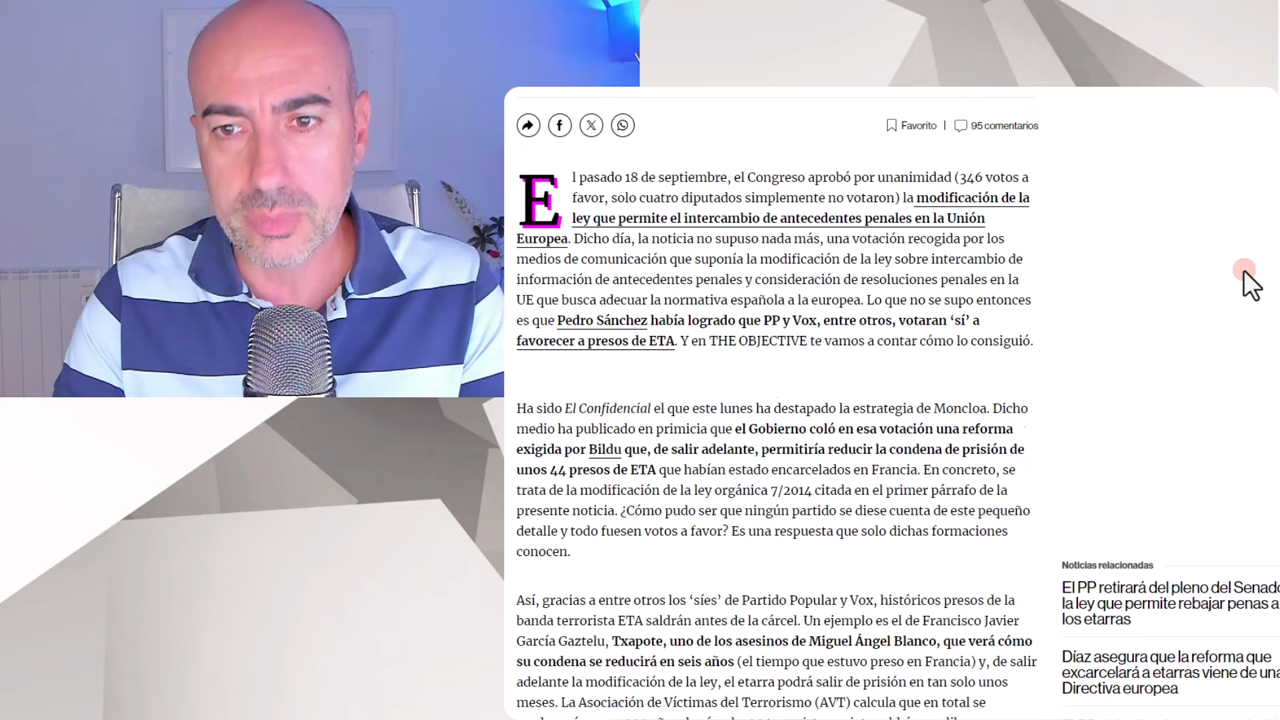 Favorito | 95 comentarios
El pasado 18 de septiembre, el Congreso aprobó por unanimidad (346 votos a
favor, solo cuatro diputados simplemente no votaron) la modificación de la
ley que permite el intercambio de antecedentes penales en la Unión
Europea. Dicho día, la noticia no supuso nada más, una votación recogida por los
medios de comunicación que suponía la modificación de la ley sobre intercambio de
información de antecedentes penales y consideración de resoluciones penales en la
UE que busca adecuar la normativa española a la europea. Lo que no se supo entonces
es que Pedro Sánchez había logrado que PP y Vox, entre otros, votaran ‘sí’ a
favorecer a presos de ETA. Y en THE OBJECTIVE te vamos a contar cómo lo consiguió.
Ha sido El Confidencial el que este lunes ha destapado la estrategia de Moncloa. Dicho
medio ha publicado en primicia que el Gobierno coló en esa votación una reforma
exigida por Bildu que, de salir adelante, permitiría reducir la condena de prisión de
unos 44 presos de ETA que habían estado encarcelados en Francia. En concreto, se
trata de la modificación de la ley orgánica 7/2014 citada en el primer párrafo de la
presente noticia. ¿Cómo pudo ser que ningún partido se diese cuenta de este pequeño
detalle y todo fuesen votos a favor? Es una respuesta que solo dichas formaciones
conocen.
Así, gracias a entre otros los ‘síes’ de Partido Popular y Vox, históricos presos de la
banda terrorista ETA saldrán antes de la cárcel. Un ejemplo es el de Francisco Javier
García Gaztelu, Txapote, uno de los asesinos de Miguel Ángel Blanco, que verá cómo
su condena se reducirá en seis años (el tiempo que estuvo preso en Francia) y, de salir
adelante la modificación de la ley, el etarra podrá salir de prisión en tan solo unos
meses. La Asociación de Víctimas del Terrorismo (AVT) calcula que en total se
Noticias relacionadas
El PP retirará del pleno del Senado
la ley que permite rebajar penas a
los etarras
Díaz asegura que la reforma que
excarcelará a etarras viene de una
Directiva europea